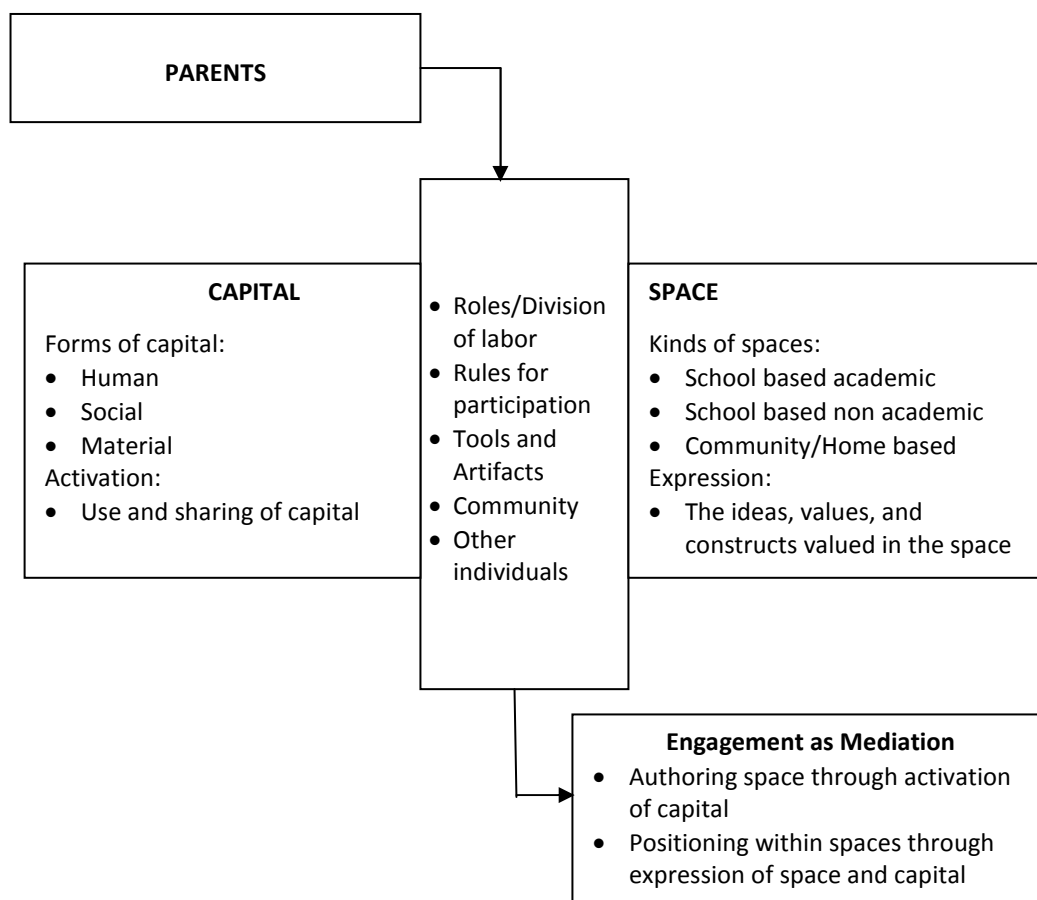 PARENTS
CAPITAL
Forms of capital:
• Human
• Social
• Material
Activation:
• Use and sharing of capital
• Roles/Division
of labor
• Rules for
participation
• Tools and
Artifacts
• Community
• Other
individuals
SPACE
Kinds of spaces:
• School based academic
• School based non academic
• Community/Home based
Expression:
• The ideas, values, and
constructs valued in the space
Engagement as Mediation
• Authoring space through activation
of capital
• Positioning within spaces through
expression of space and capital